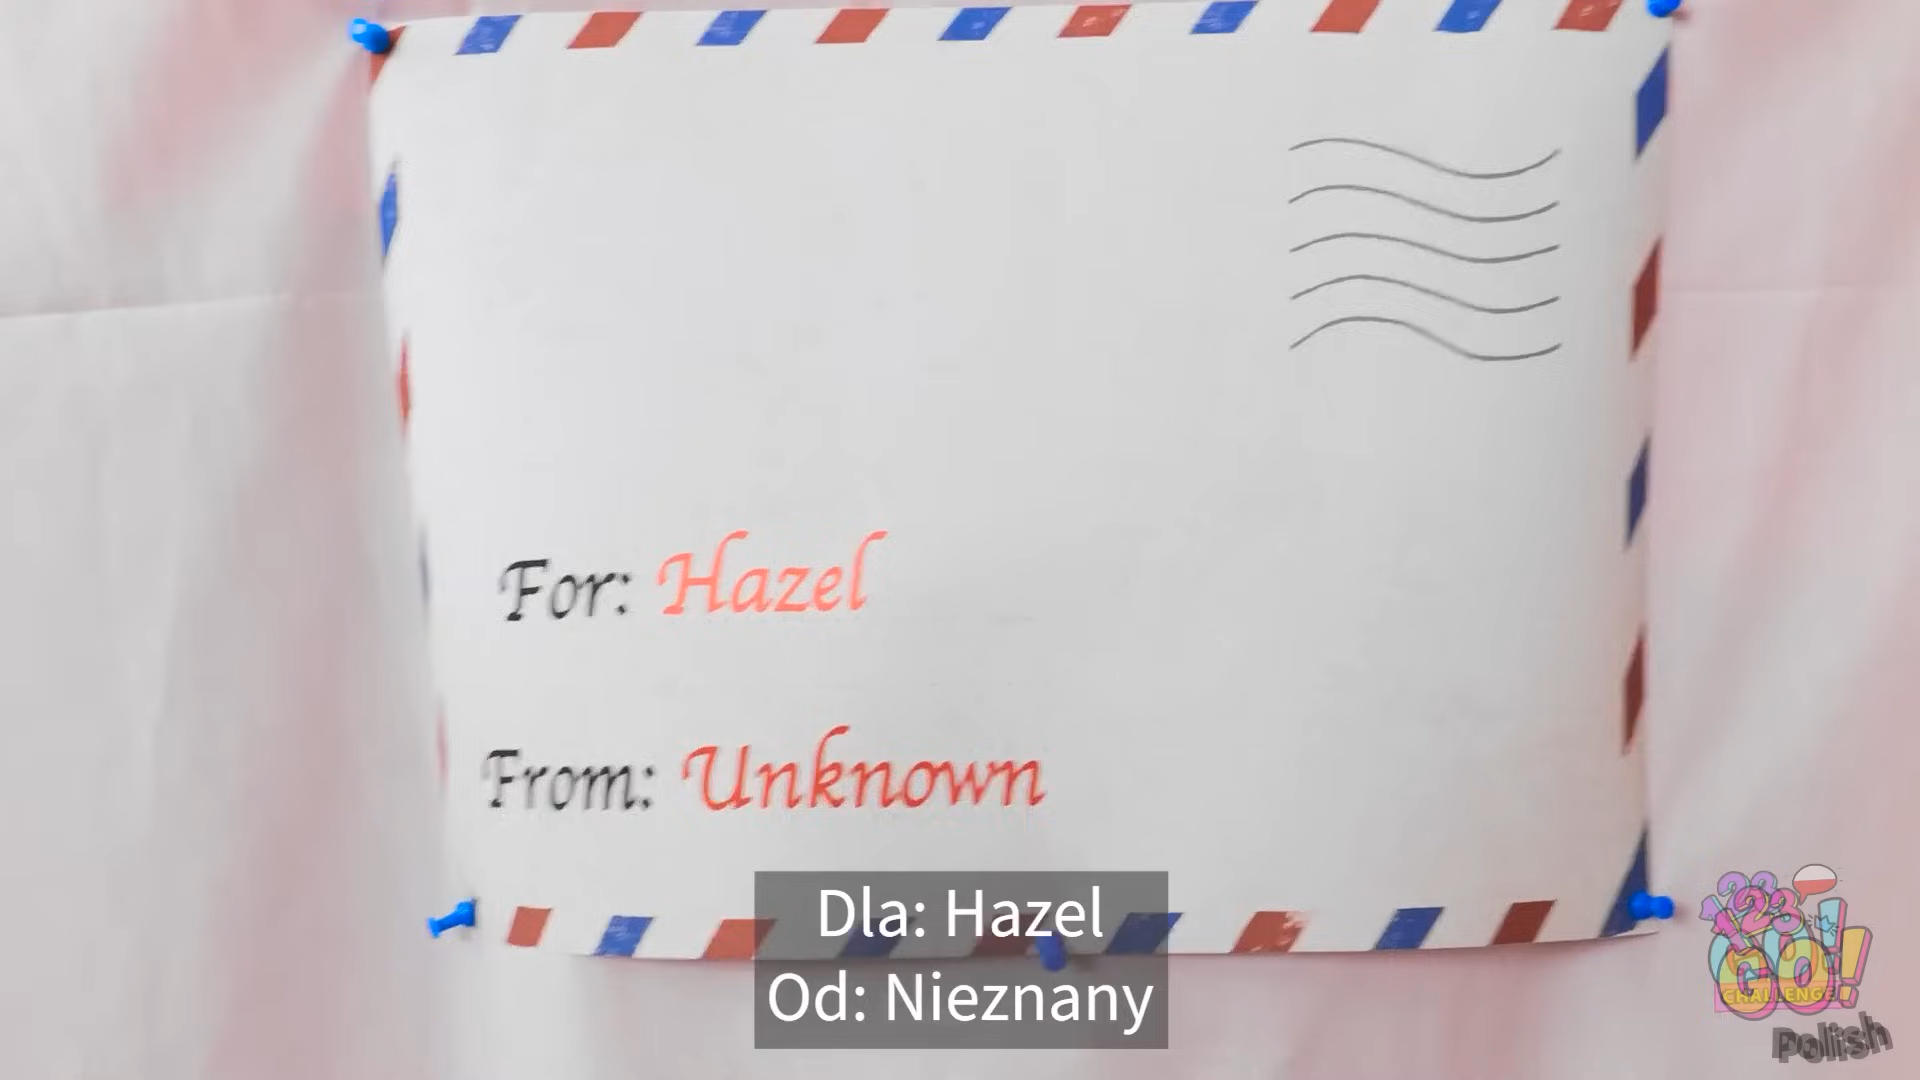 For: Hazel
From: Unknown
Dla: Hazel
Od: Nieznany
123
GO!
CHALLENGE!
Polish